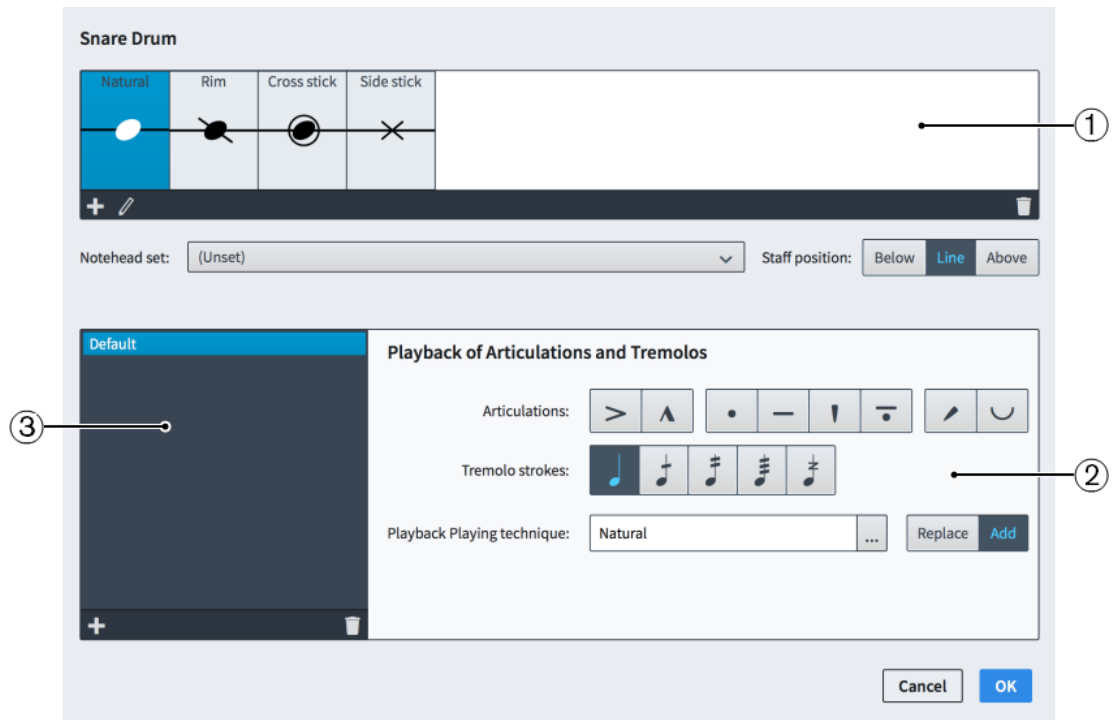 Snare Drum
Natural Rim Cross stick Side stick
①
Notehead set: (Unset) Staff position: Below Line Above
Default
Playback of Articulations and Tremolos
Articulations:
③
Tremolo strokes:
②
Playback Playing technique: Natural ... Replace Add
Cancel OK